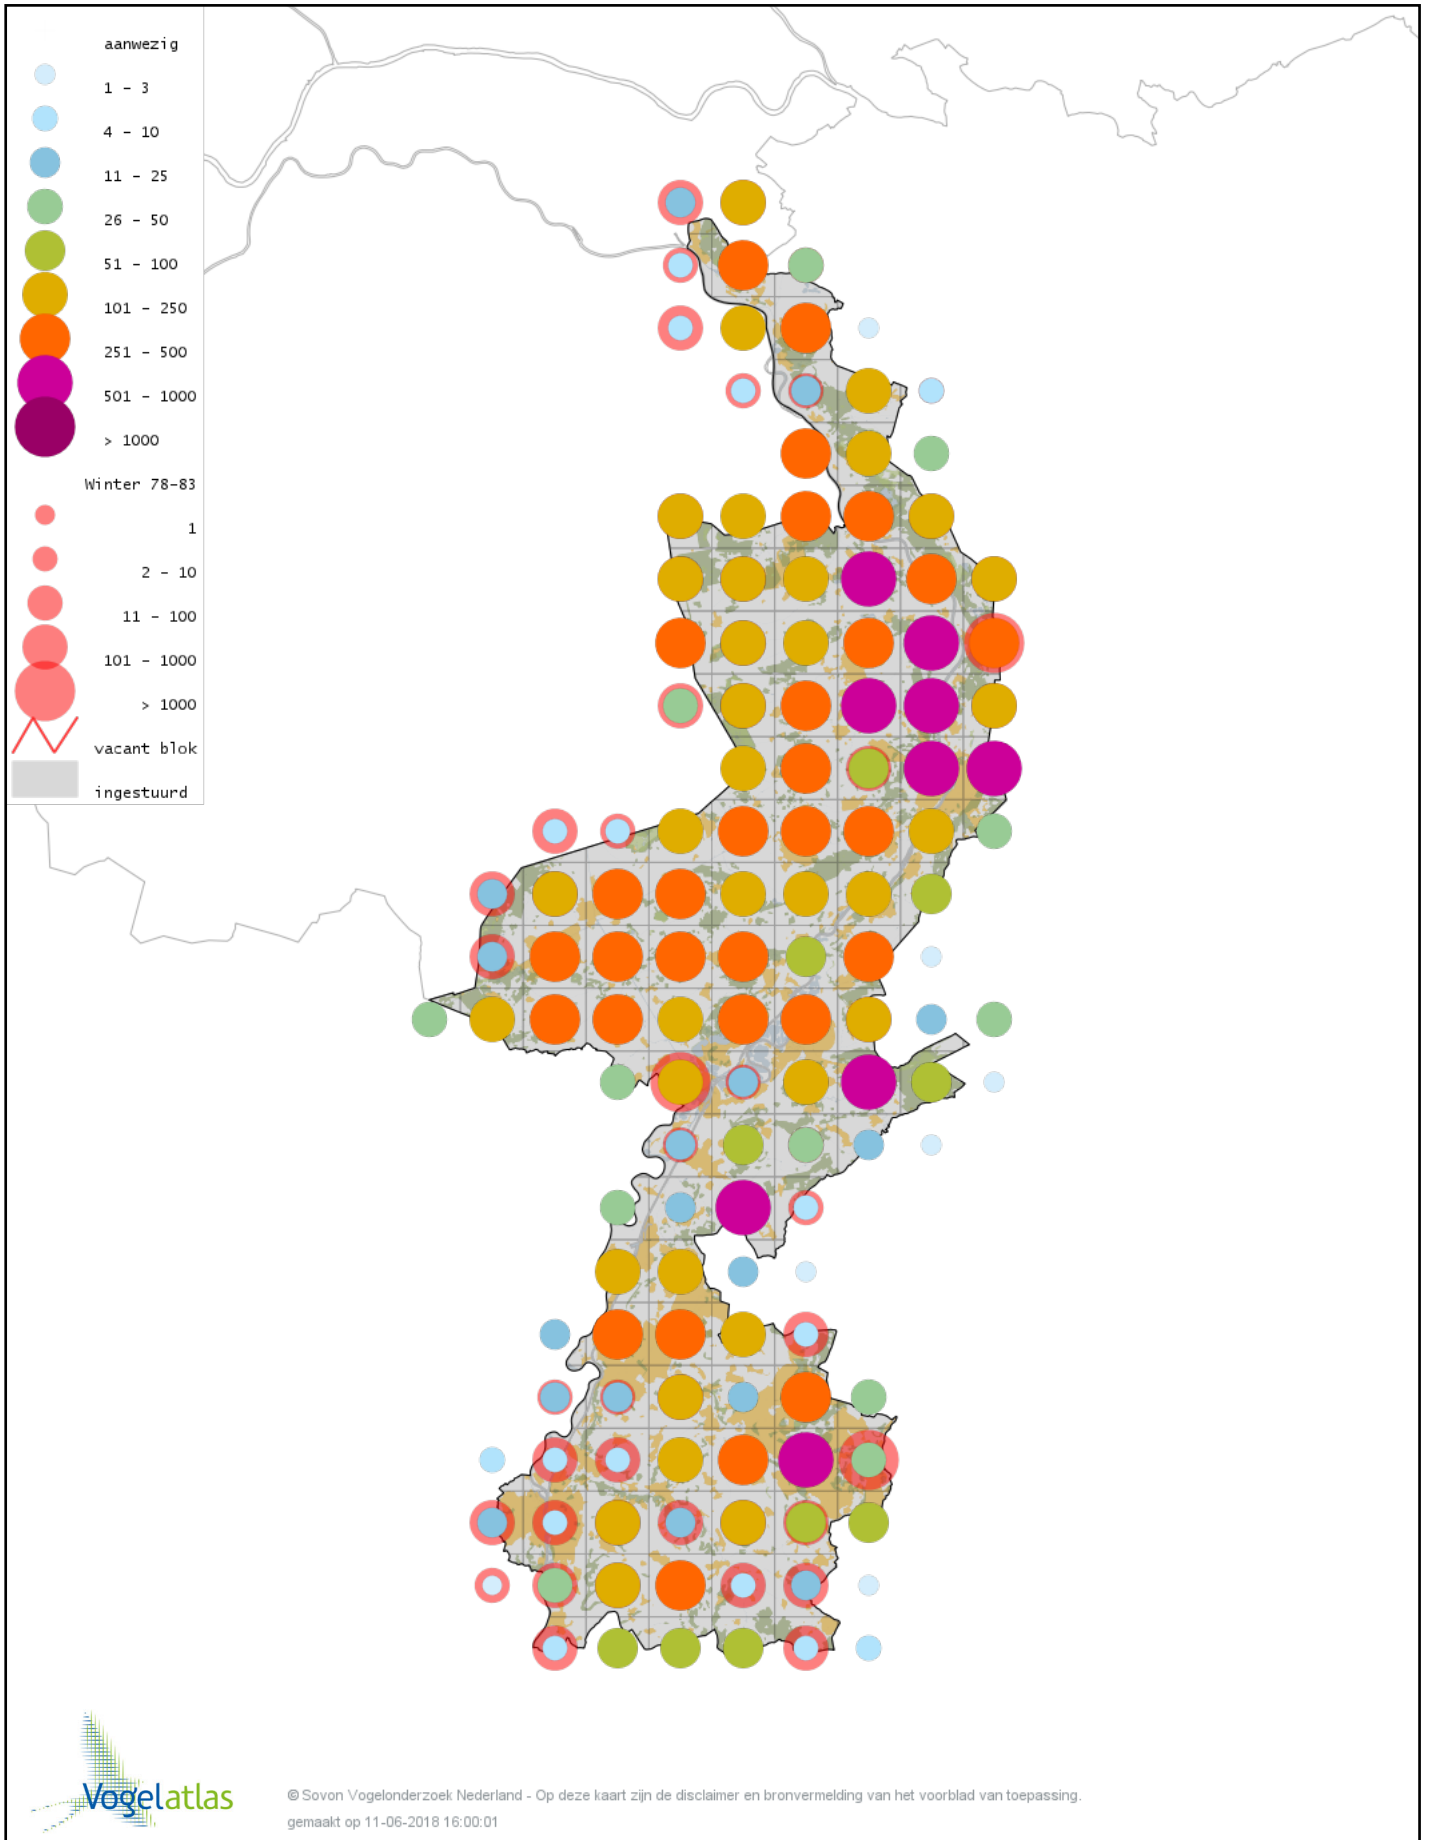 aanwezig
1 - 3
4 - 10
11 - 25
26 - 50
51 - 100
101 - 250
251 - 500
501 - 1000
> 1000
Winter 78-83
1
2 - 10
11 - 100
101 - 1000
> 1000
vacant blok
ingestuurd
Vogelatlas
© Sovon Vogelonderzoek Nederland - Op deze kaart zijn de disclaimer en bronvermelding van het voorblad van toepassing.
gemaakt op 11-06-2018 16:00:01